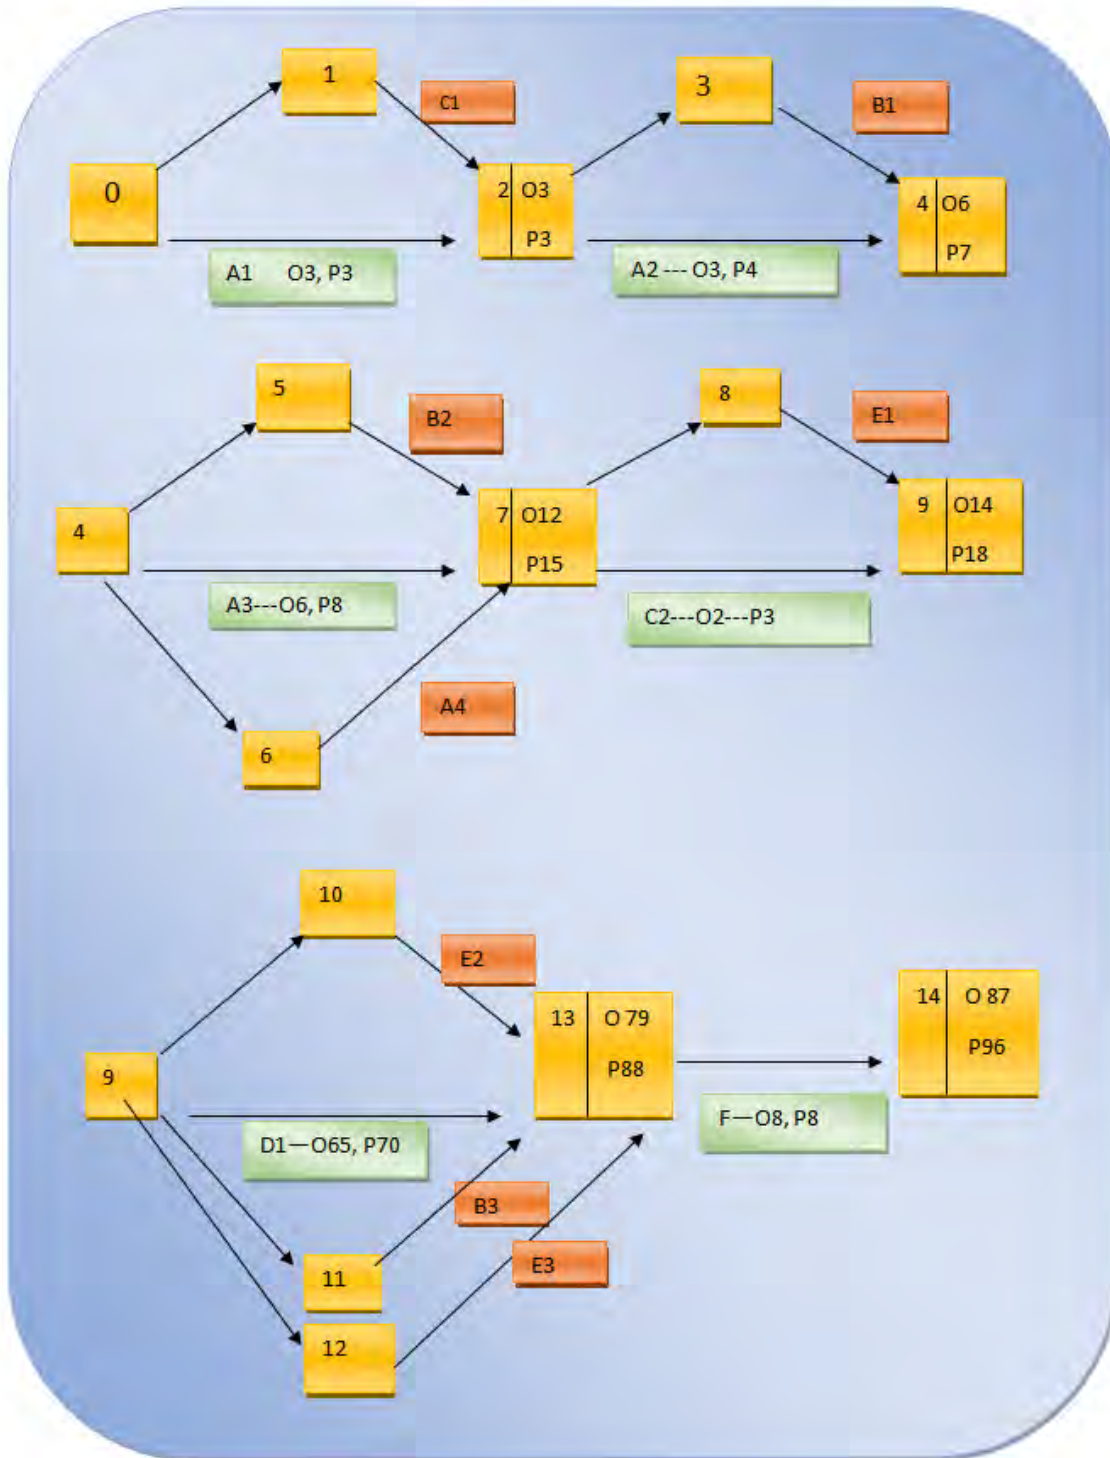 1
C1
3
B1
0
2 O3
P3
4 O6
P7
A1 O3, P3
A2 --- O3, P4
5
B2
8
E1
4
7 O12
P15
9 O14
P18
A3---O6, P8
C2---O2---P3
A4
6
10
E2
13 O 79
P88
14 O 87
P96
9
D1—O65, P70
F—O8, P8
B3
E3
11
12